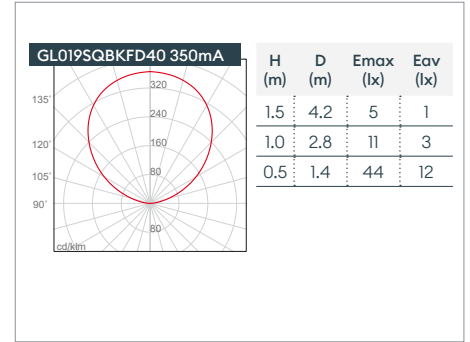 GL019SQBKFD40 350mA
320
135°
240
120°
160
105°
80
90°
80
cd/klm
H D Emax Eav
(m) (m) (lx) (lx)
1.5 4.2 5 1
1.0 2.8 11 3
0.5 1.4 44 12